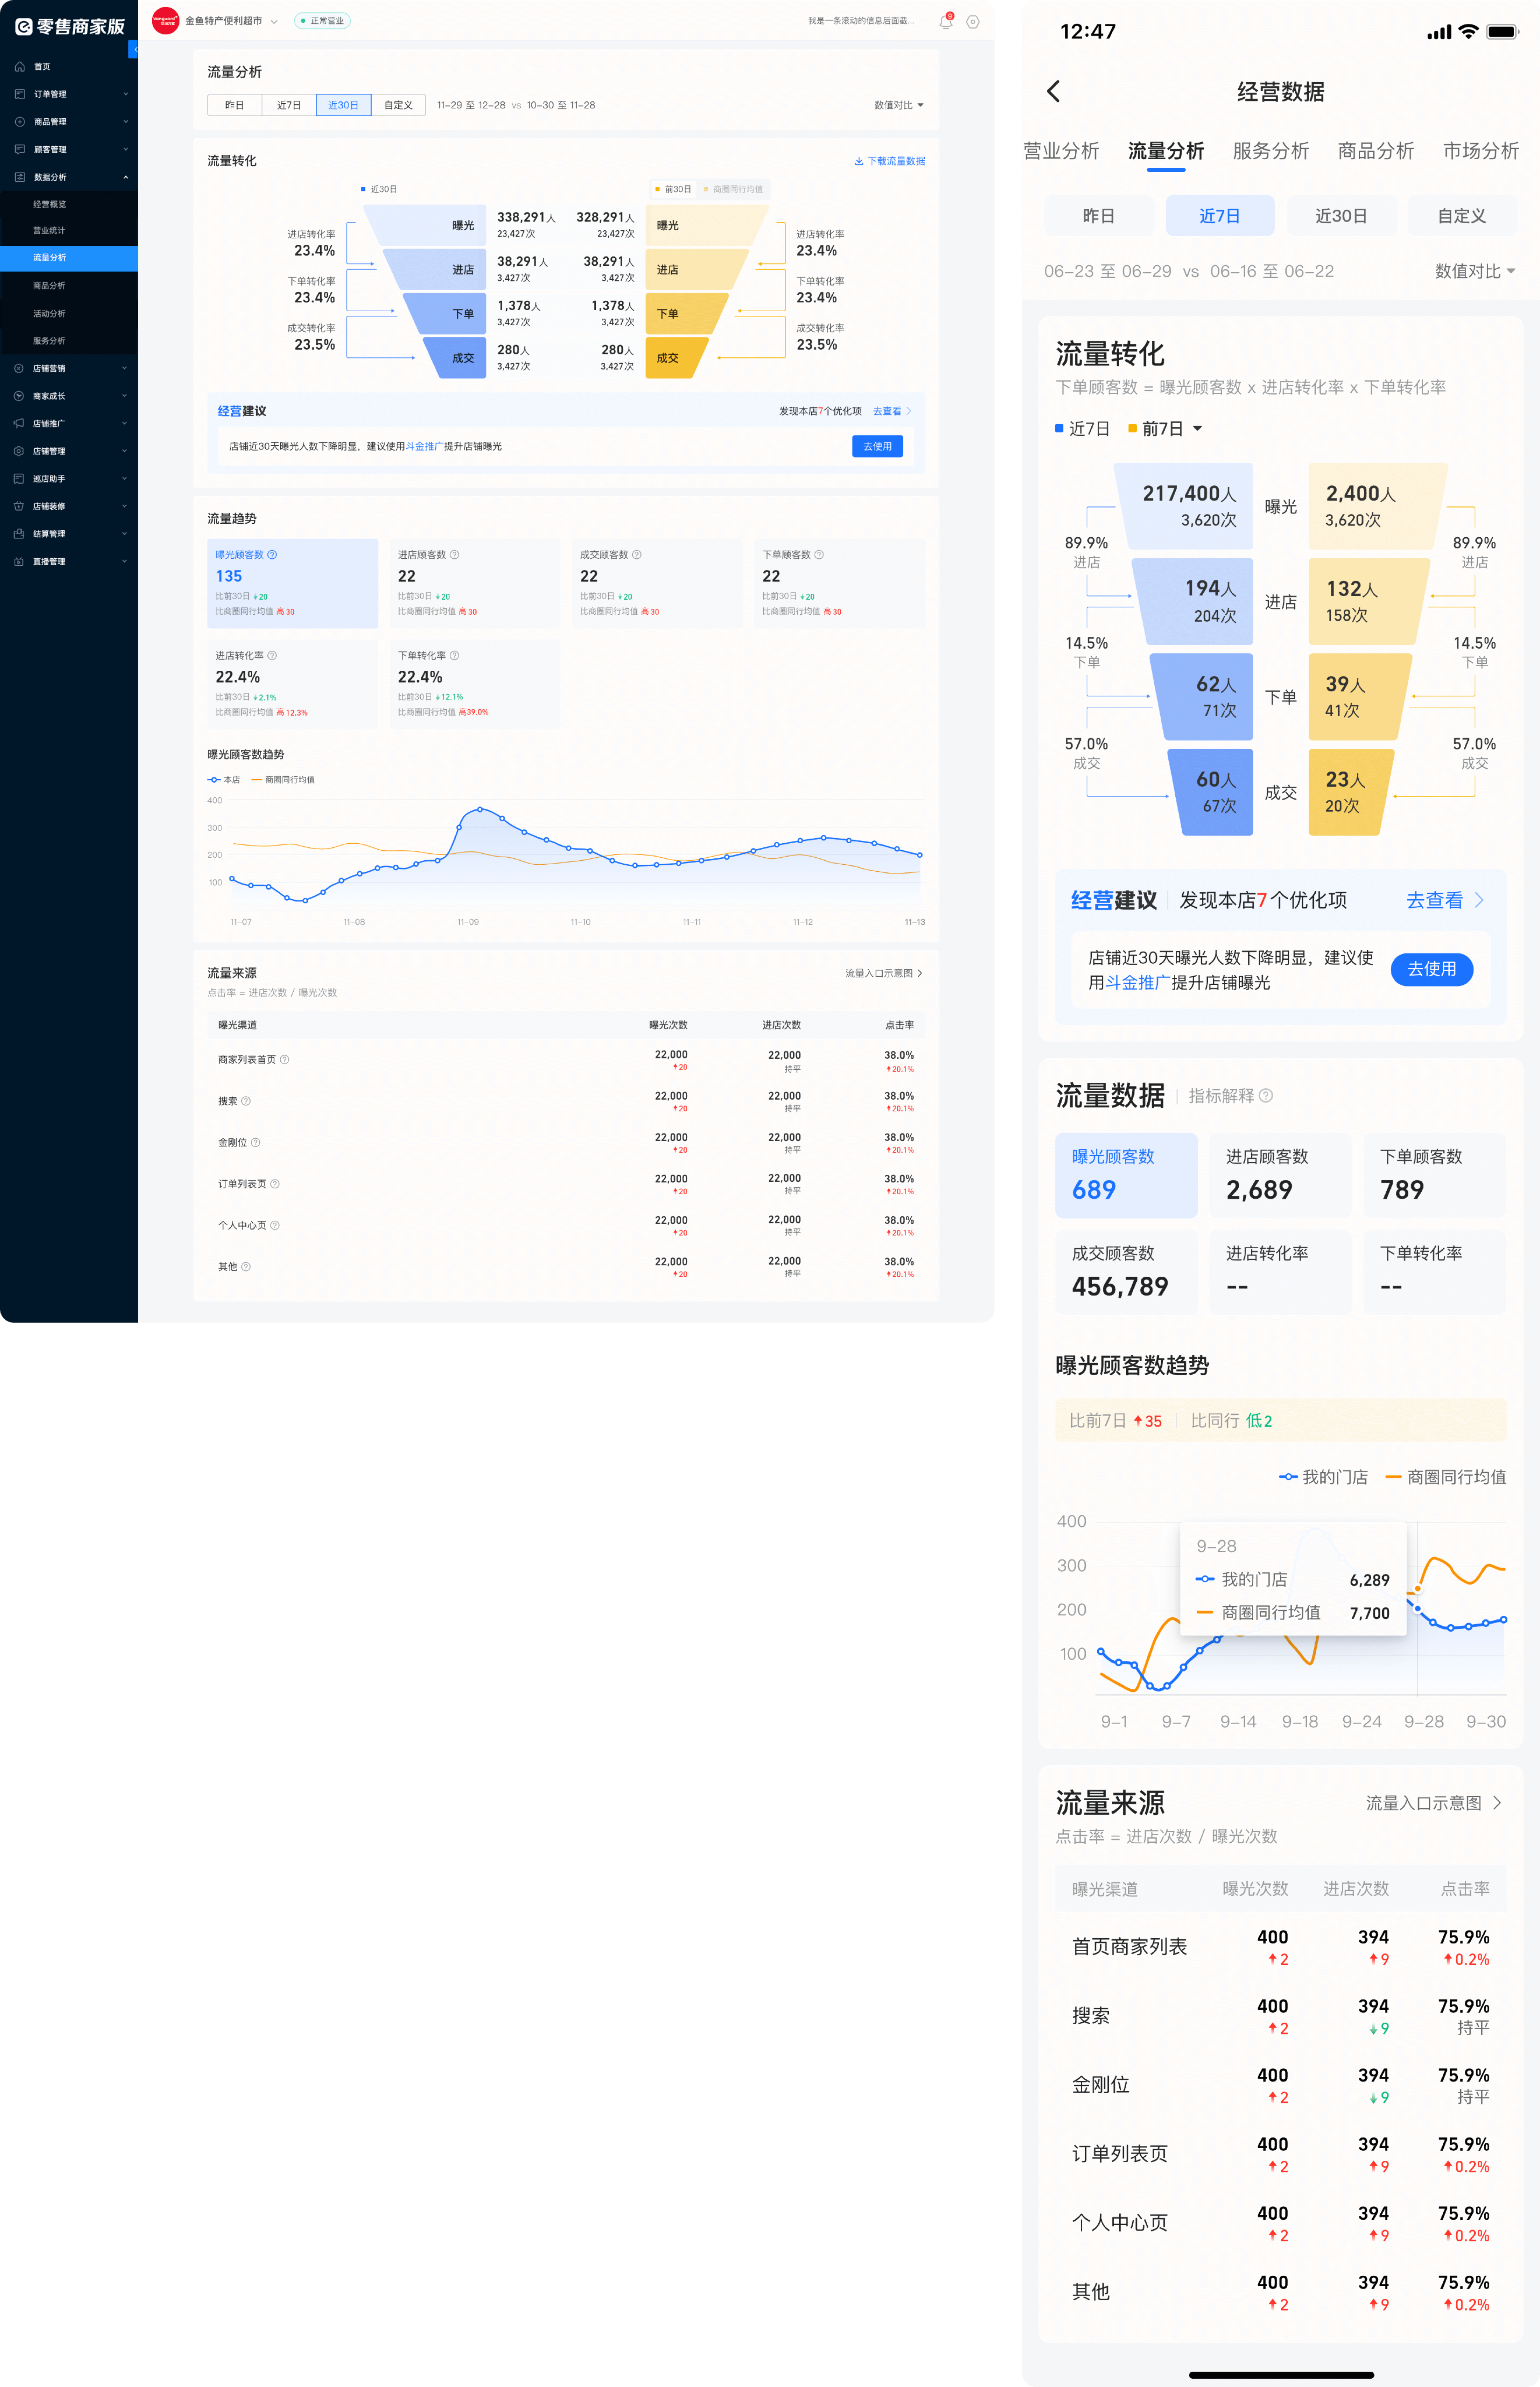 零售商家版
首页
订单管理
商品管理
顾客管理
数据分析
经营概览
营业统计
流量分析
商品分析
活动分析
服务分析
店铺营销
商家成长
店铺推广
店铺管理
巡店助手
店铺装修
结算管理
直播管理
金鱼特产便利超市
正常营业
我是一条滚动的信息后面截...
流量分析
昨日 近7日 近30日 自定义 11-29 至 12-28 vs 10-30 至 11-28 数值对比
流量转化 下载流量数据
近30日 前30日 商圈同行均值
曝光 338,291人 328,291人 曝光
23,427次 23,427次
进店转化率 进店转化率
23.4% 23.4%
进店 38,291人 38,291人 进店
3,427次 3,427次
下单转化率 下单转化率
23.4% 23.4%
下单 1,378人 1,378人 下单
3,427次 3,427次
成交转化率 成交转化率
23.5% 23.5%
成交 280人 280人 成交
3,427次 3,427次
经营建议 发现本店7个优化项 去查看
店铺近30天曝光人数下降明显，建议使用斗金推广提升店铺曝光 去使用
流量趋势
曝光顾客数
135
比前30日 20
比商圈同行均值 高 30
进店顾客数
22
比前30日 20
比商圈同行均值 高 30
成交顾客数
22
比前30日 20
比商圈同行均值 高 30
下单顾客数
22
比前30日 20
比商圈同行均值 高 30
进店转化率
22.4%
比前30日 2.1%
比商圈同行均值 高 12.3%
下单转化率
22.4%
比前30日 12.1%
比商圈同行均值 高39.0%
曝光顾客数趋势
本店 商圈同行均值
400
300
200
100
11-07 11-08 11-09 11-10 11-11 11-12 11-13
流量来源 流量入口示意图
点击率 = 进店次数 / 曝光次数
曝光渠道 曝光次数 进店次数 点击率
商家列表首页 22,000 22,000 38.0%
20 持平 20.1%
搜索 22,000 22,000 38.0%
20 持平 20.1%
金刚位 22,000 22,000 38.0%
20 持平 20.1%
订单列表页 22,000 22,000 38.0%
20 持平 20.1%
个人中心页 22,000 22,000 38.0%
20 持平 20.1%
其他 22,000 22,000 38.0%
20 持平 20.1%
12:47
经营数据
营业分析 流量分析 服务分析 商品分析 市场分析
昨日 近7日 近30日 自定义
06-23 至 06-29 vs 06-16 至 06-22 数值对比
流量转化
下单顾客数 = 曝光顾客数 x 进店转化率 x 下单转化率
近7日 前7日
217,400人 曝光 2,400人
3,620次 3,620次
89.9% 89.9%
进店 进店
194人 进店 132人
204次 158次
14.5% 14.5%
下单 下单
62人 下单 39人
71次 41次
57.0% 57.0%
成交 成交
60人 成交 23人
67次 20次
经营建议 发现本店7个优化项 去查看
店铺近30天曝光人数下降明显，建议使
用斗金推广提升店铺曝光
去使用
流量数据 指标解释
曝光顾客数 进店顾客数 下单顾客数
689 2,689 789
成交顾客数 进店转化率 下单转化率
456,789 -- --
曝光顾客数趋势
比前7日 35 比同行 低2
我的门店 商圈同行均值
400
300
200
100
9-28
我的门店 6,289
商圈同行均值 7,700
9-1 9-7 9-14 9-18 9-24 9-28 9-30
流量来源 流量入口示意图
点击率 = 进店次数 / 曝光次数
曝光渠道 曝光次数 进店次数 点击率
首页商家列表 400 394 75.9%
2 9 0.2%
搜索 400 394 75.9%
2 9 持平
金刚位 400 394 75.9%
2 9 持平
订单列表页 400 394 75.9%
2 9 0.2%
个人中心页 400 394 75.9%
2 9 0.2%
其他 400 394 75.9%
2 9 0.2%